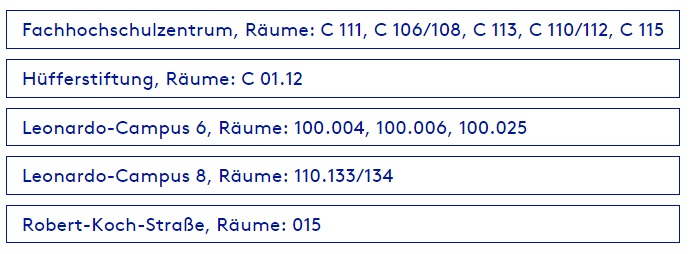 Fachhochschulzentrum, Räume: C 111, C 106/108, C 113, C 110/112, C 115
Hüfferstiftung, Räume: C 01.12
Leonardo-Campus 6, Räume: 100.004, 100.006, 100.025
Leonardo-Campus 8, Räume: 110.133/134
Robert-Koch-Straße, Räume: 015